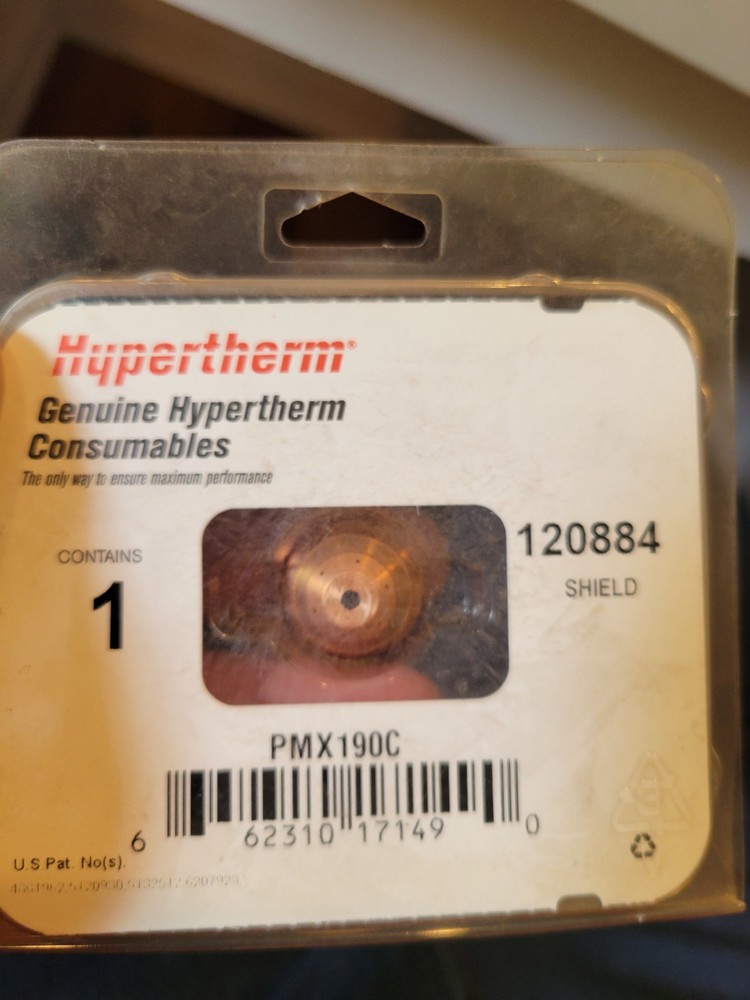 Hypertherm®
Genuine Hypertherm
Consumables
The only way to ensure maximum performance
CONTAINS
1
120884
SHIELD
PMX190C
6 62310 17149 0
U.S Pat. No(s).